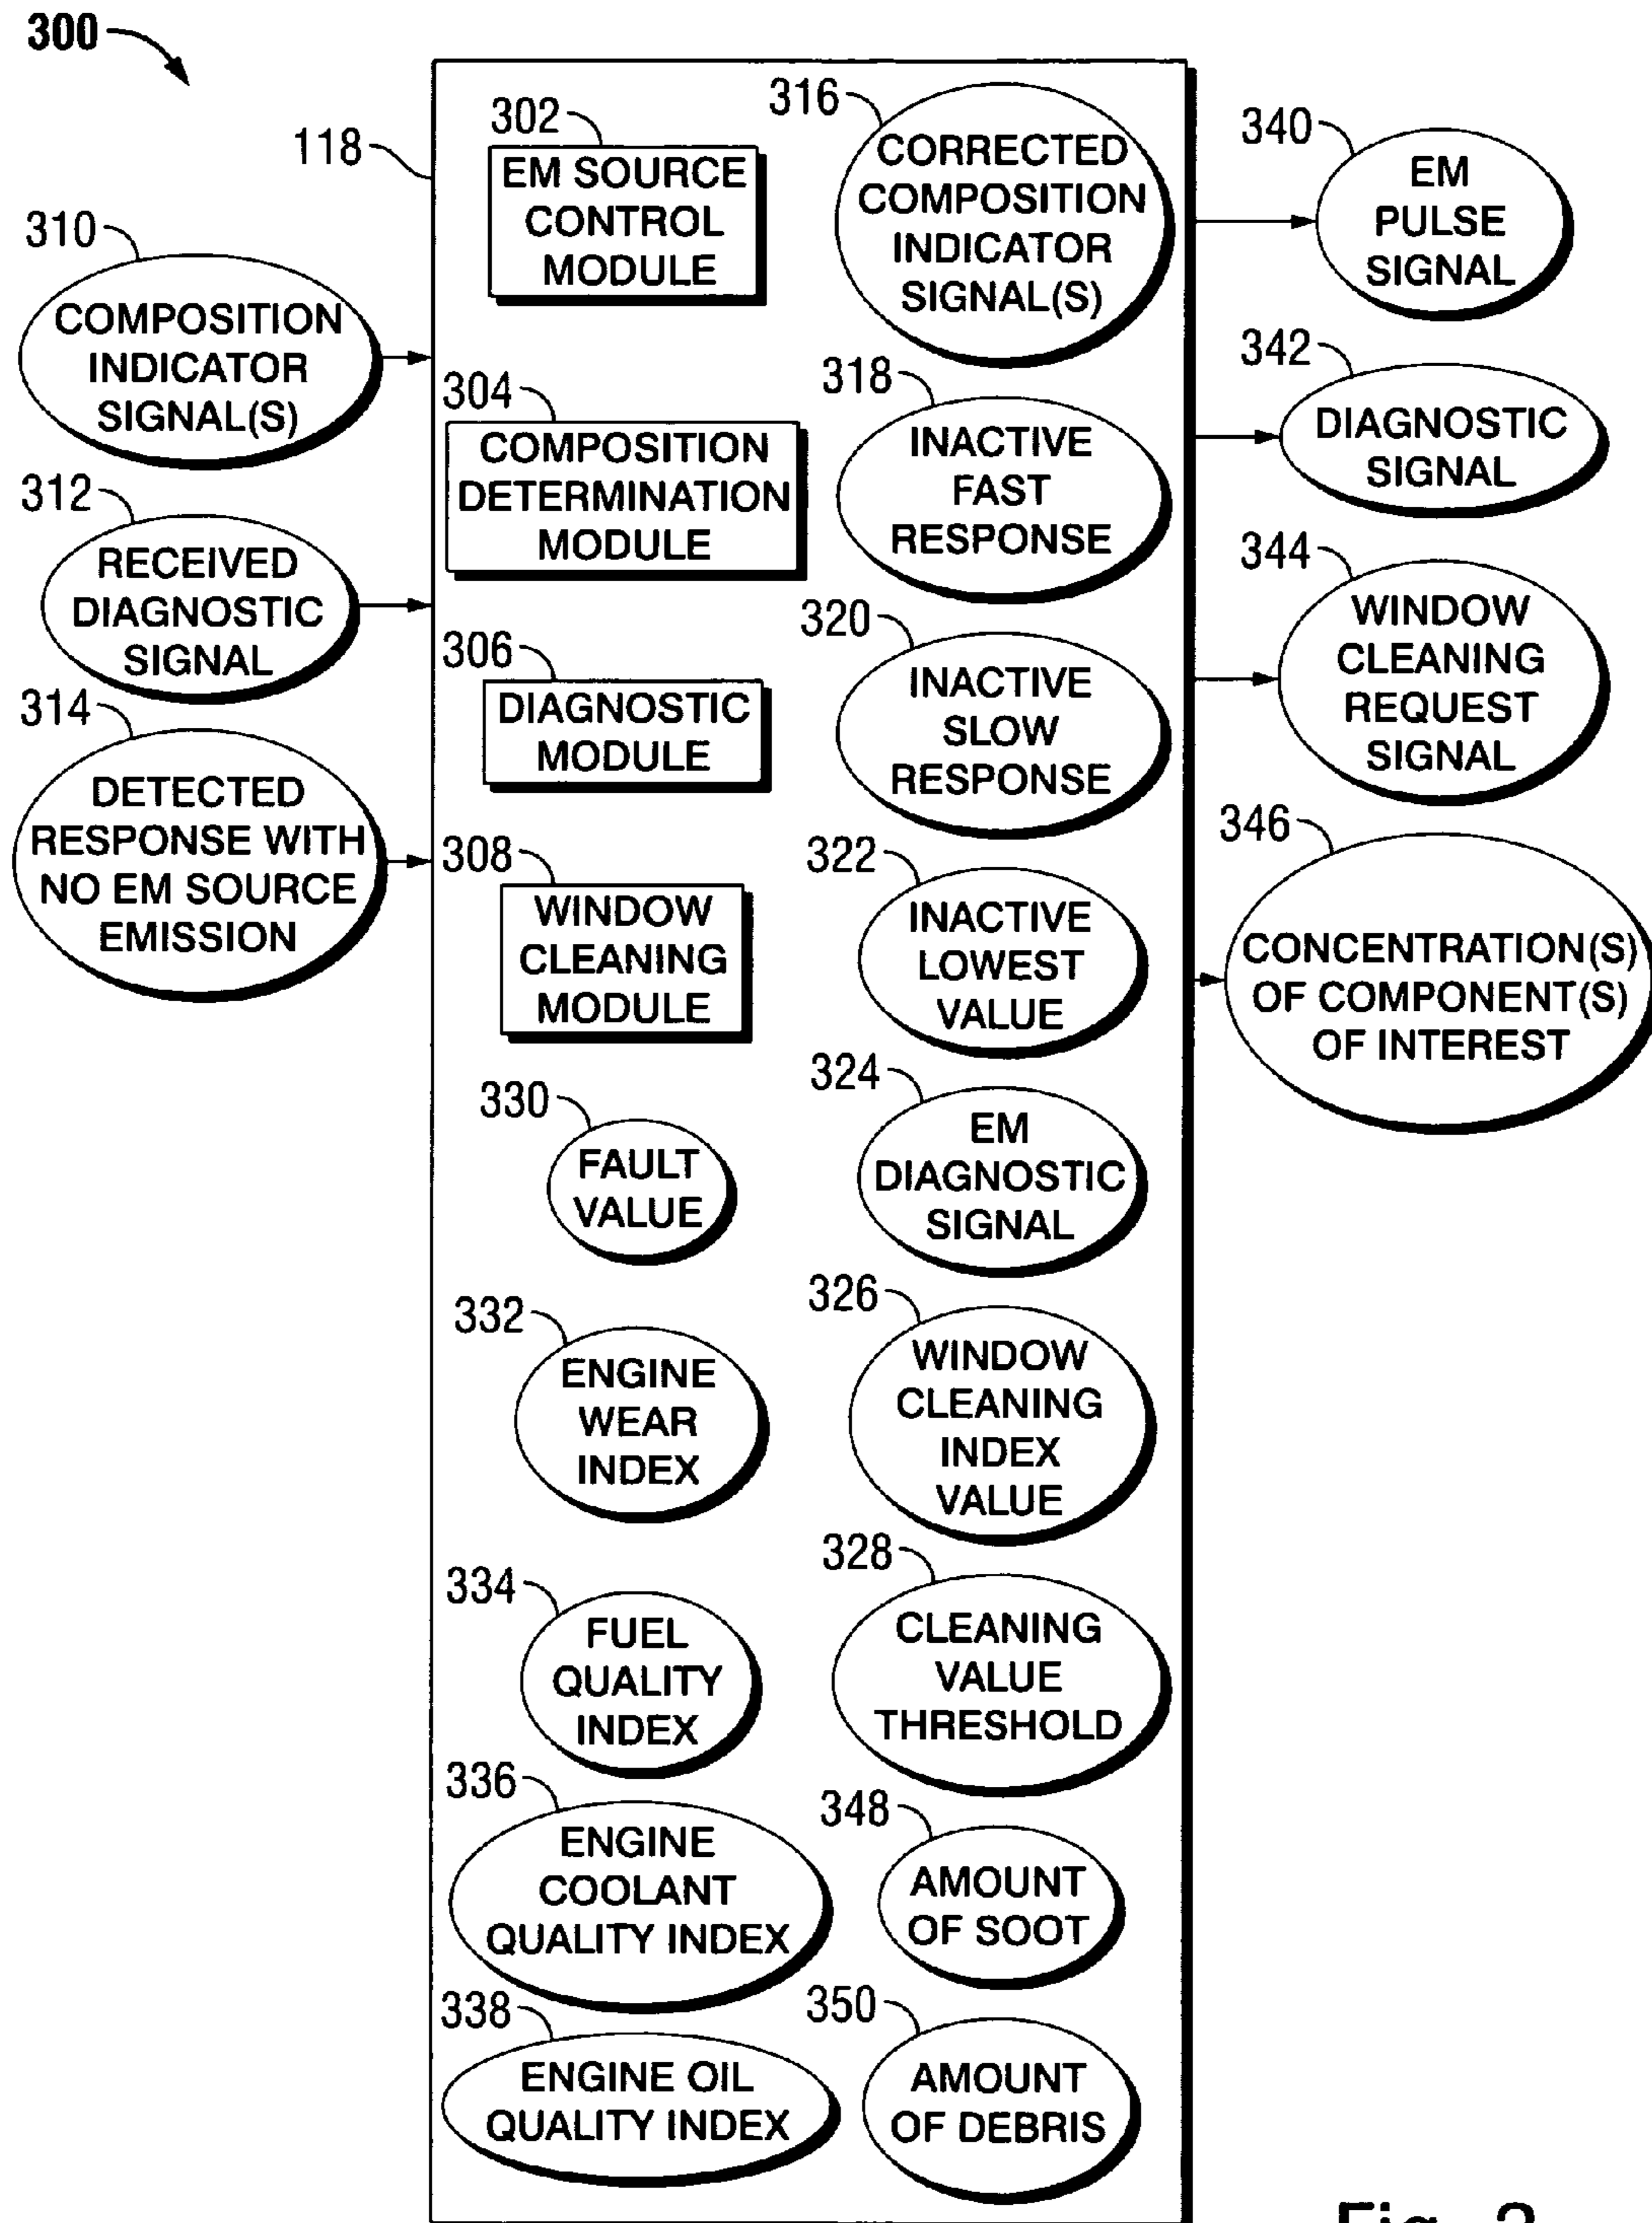 300
118
310
COMPOSITION
INDICATOR
SIGNAL(S)
312
RECEIVED
DIAGNOSTIC
SIGNAL
314
DETECTED
RESPONSE WITH
NO EM SOURCE
EMISSION
302
EM SOURCE
CONTROL
MODULE
304
COMPOSITION
DETERMINATION
MODULE
306
DIAGNOSTIC
MODULE
308
WINDOW
CLEANING
MODULE
330
FAULT
VALUE
332
ENGINE
WEAR
INDEX
334
FUEL
QUALITY
INDEX
336
ENGINE
COOLANT
QUALITY INDEX
338
ENGINE OIL
QUALITY INDEX
316
CORRECTED
COMPOSITION
INDICATOR
SIGNAL(S)
318
INACTIVE
FAST
RESPONSE
320
INACTIVE
SLOW
RESPONSE
322
INACTIVE
LOWEST
VALUE
324
EM
DIAGNOSTIC
SIGNAL
326
WINDOW
CLEANING
INDEX
VALUE
328
CLEANING
VALUE
THRESHOLD
348
AMOUNT
OF SOOT
350
AMOUNT
OF DEBRIS
340
EM
PULSE
SIGNAL
342
DIAGNOSTIC
SIGNAL
344
WINDOW
CLEANING
REQUEST
SIGNAL
346
CONCENTRATION(S)
OF COMPONENT(S)
OF INTEREST